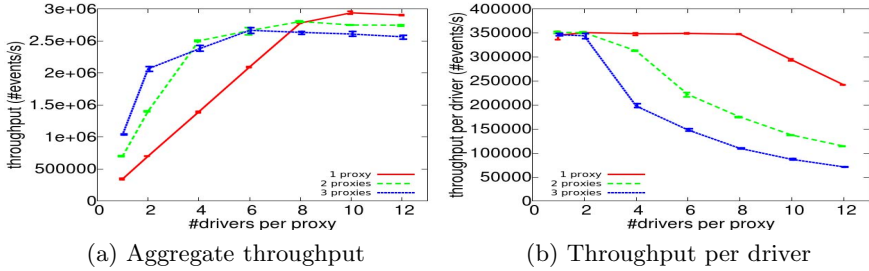 throughput (#events/s)
3e+06
2.5e+06
2e+06
1.5e+06
1e+06
500000
0
0 2 4 6 8 10 12
#drivers per proxy
1 proxy
2 proxies
3 proxies
(a) Aggregate throughput
throughput per driver (#events/s)
400000
350000
300000
250000
200000
150000
100000
50000
0
0 2 4 6 8 10 12
#drivers per proxy
1 proxy
2 proxies
3 proxies
(b) Throughput per driver